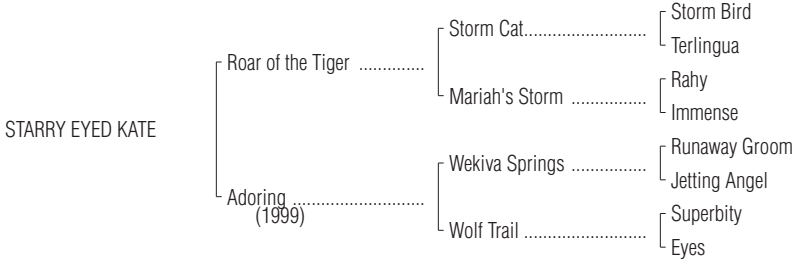 Storm Bird
Storm Cat..........................
Terlingua
Roar of the Tiger ..............
Rahy
Mariah's Storm ................
Immense
STARRY EYED KATE
Runaway Groom
Wekiva Springs ................
Jetting Angel
Adoring ............................
(1999)
Superbity
Wolf Trail ..........................
Eyes